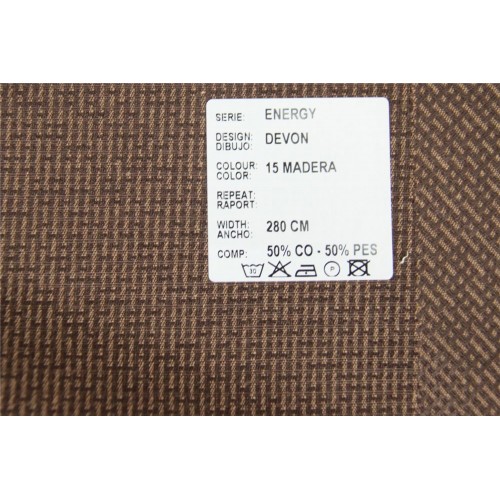 SERIE: ENERGY
DESIGN: DEVON
DIBUJO:
COLOUR: 15 MADERA
COLOR:
REPEAT:
RAPORT:
WIDTH: 280 CM
ANCHO:
COMP: 50% CO - 50% PES
30 P